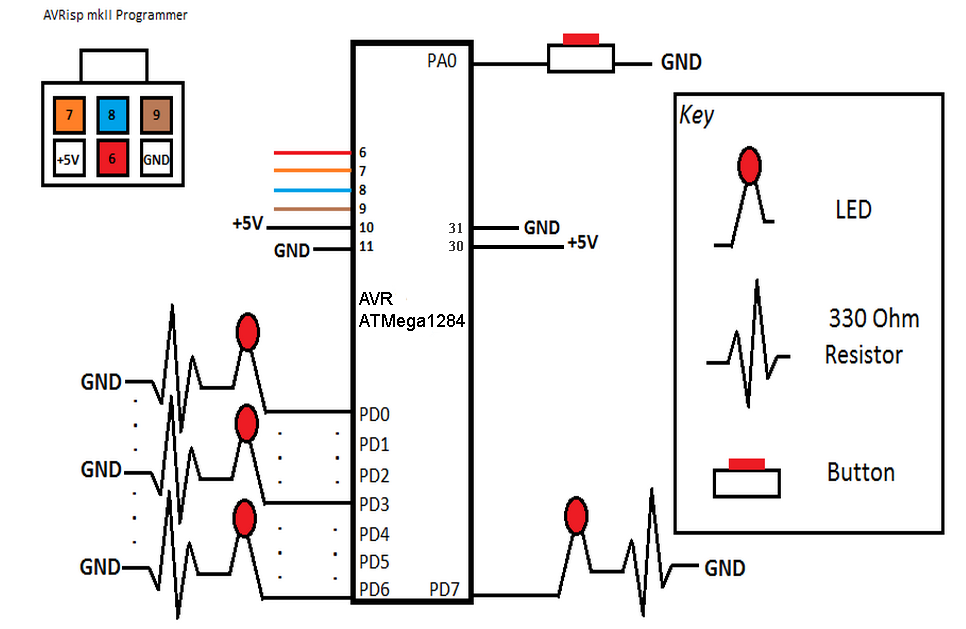 AVRisp mkII Programmer
7 8 9
+5V 6 GND
PA0
GND
Key
LED
330 Ohm
Resistor
Button
6
7
8
9
+5V 10
GND 11
31 GND
30 +5V
AVR
ATMega1284
GND
PD0
PD1
GND
PD2
PD3
PD4
PD5
GND
PD6
PD7
GND